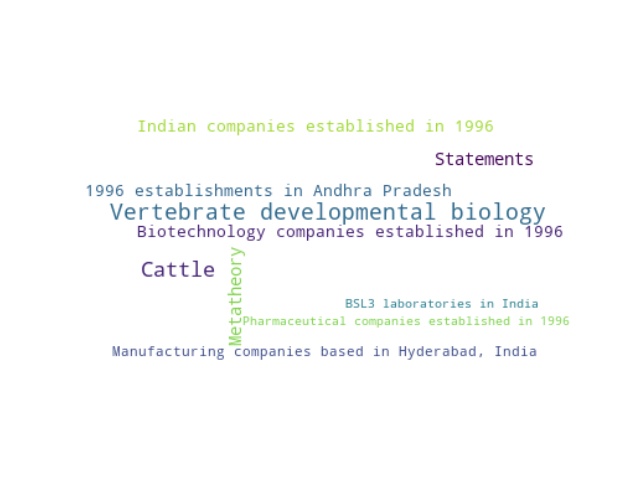 Indian companies established in 1996
Statements
1996 establishments in Andhra Pradesh
Vertebrate developmental biology
Biotechnology companies established in 1996
Cattle
Metatheory
BSL3 laboratories in India
Pharmaceutical companies established in 1996
Manufacturing companies based in Hyderabad, India